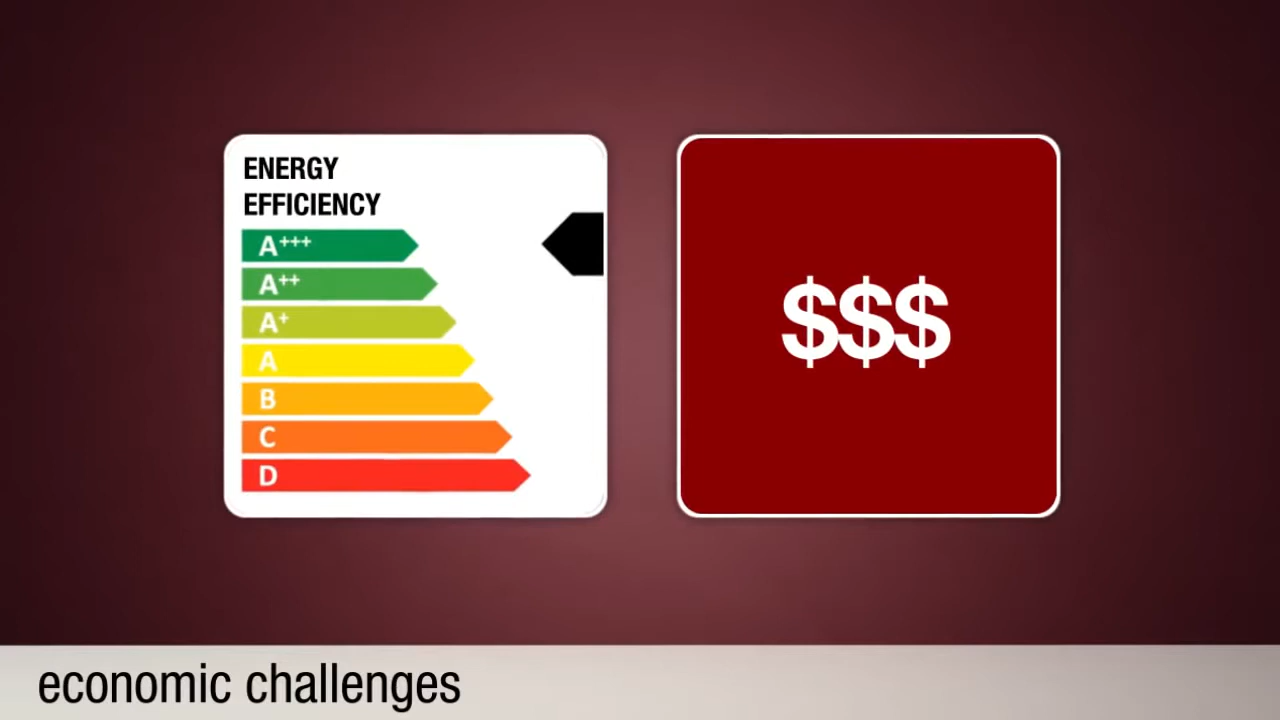 ENERGY
EFFICIENCY
A+++
A++
A+
A
B
C
D
$$$
economic challenges